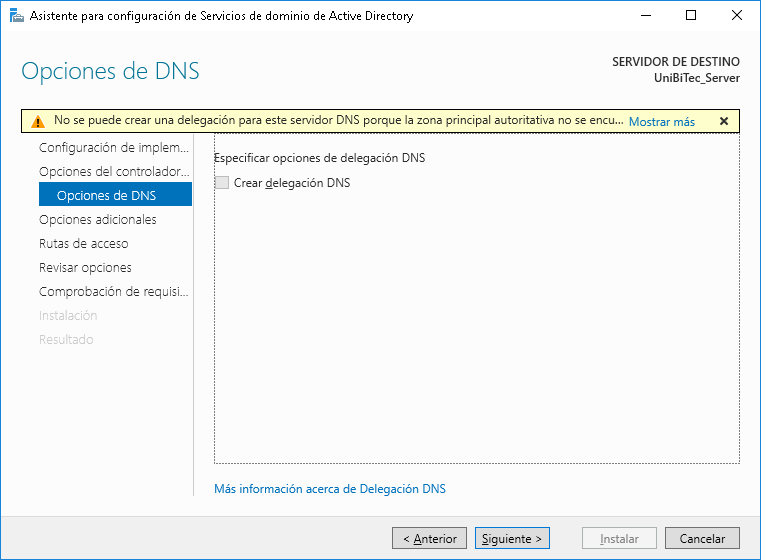 Asistente para configuración de Servicios de dominio de Active Directory
Opciones de DNS
SERVIDOR DE DESTINO
UniBiTec_Server
No se puede crear una delegación para este servidor DNS porque la zona principal autoritativa no se encu... Mostrar más
Configuración de implem...
Opciones del controlador...
Opciones de DNS
Opciones adicionales
Rutas de acceso
Revisar opciones
Comprobación de requisi...
Instalación
Resultado
Especificar opciones de delegación DNS
Crear delegación DNS
Más información acerca de Delegación DNS
< Anterior
Siguiente >
Instalar
Cancelar